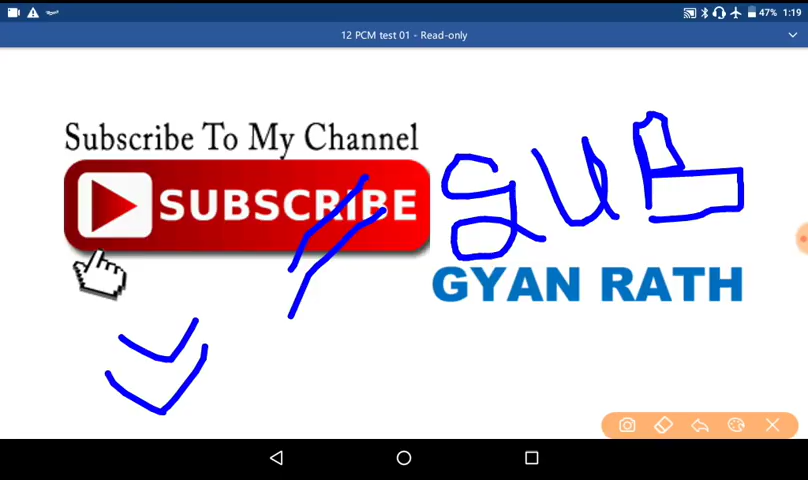 47% 1:19
12 PCM test 01 - Read-only
Subscribe To My Channel
SUBSCRIBE
SUB
GYAN RATH